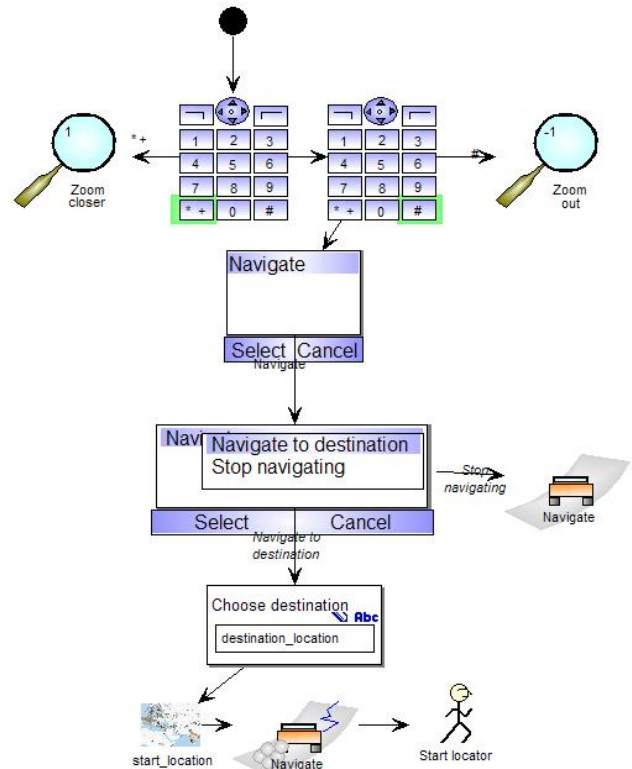 1
Zoom
closer
* +
1 2 3
4 5 6
7 8 9
* + 0 #
1 2 3
4 5 6
7 8 9
* + 0 #
#
-1
Zoom
out
Navigate
Select Cancel
Navigate
Navigate to destination
Stop navigating
Select Cancel
Stop
navigating
Navigate
Navigate to
destination
Choose destination
Abc
destination_location
start_location
Navigate
Start locator